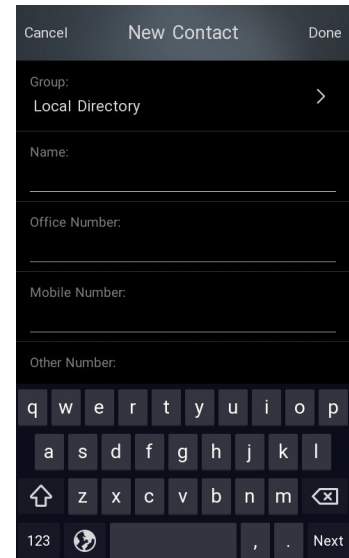 Cancel New Contact Done
Group:
Local Directory
Name:
Office Number:
Mobile Number:
Other Number:
q w e r t y u i o p
a s d f g h j k l
z x c v b n m
123 , . Next